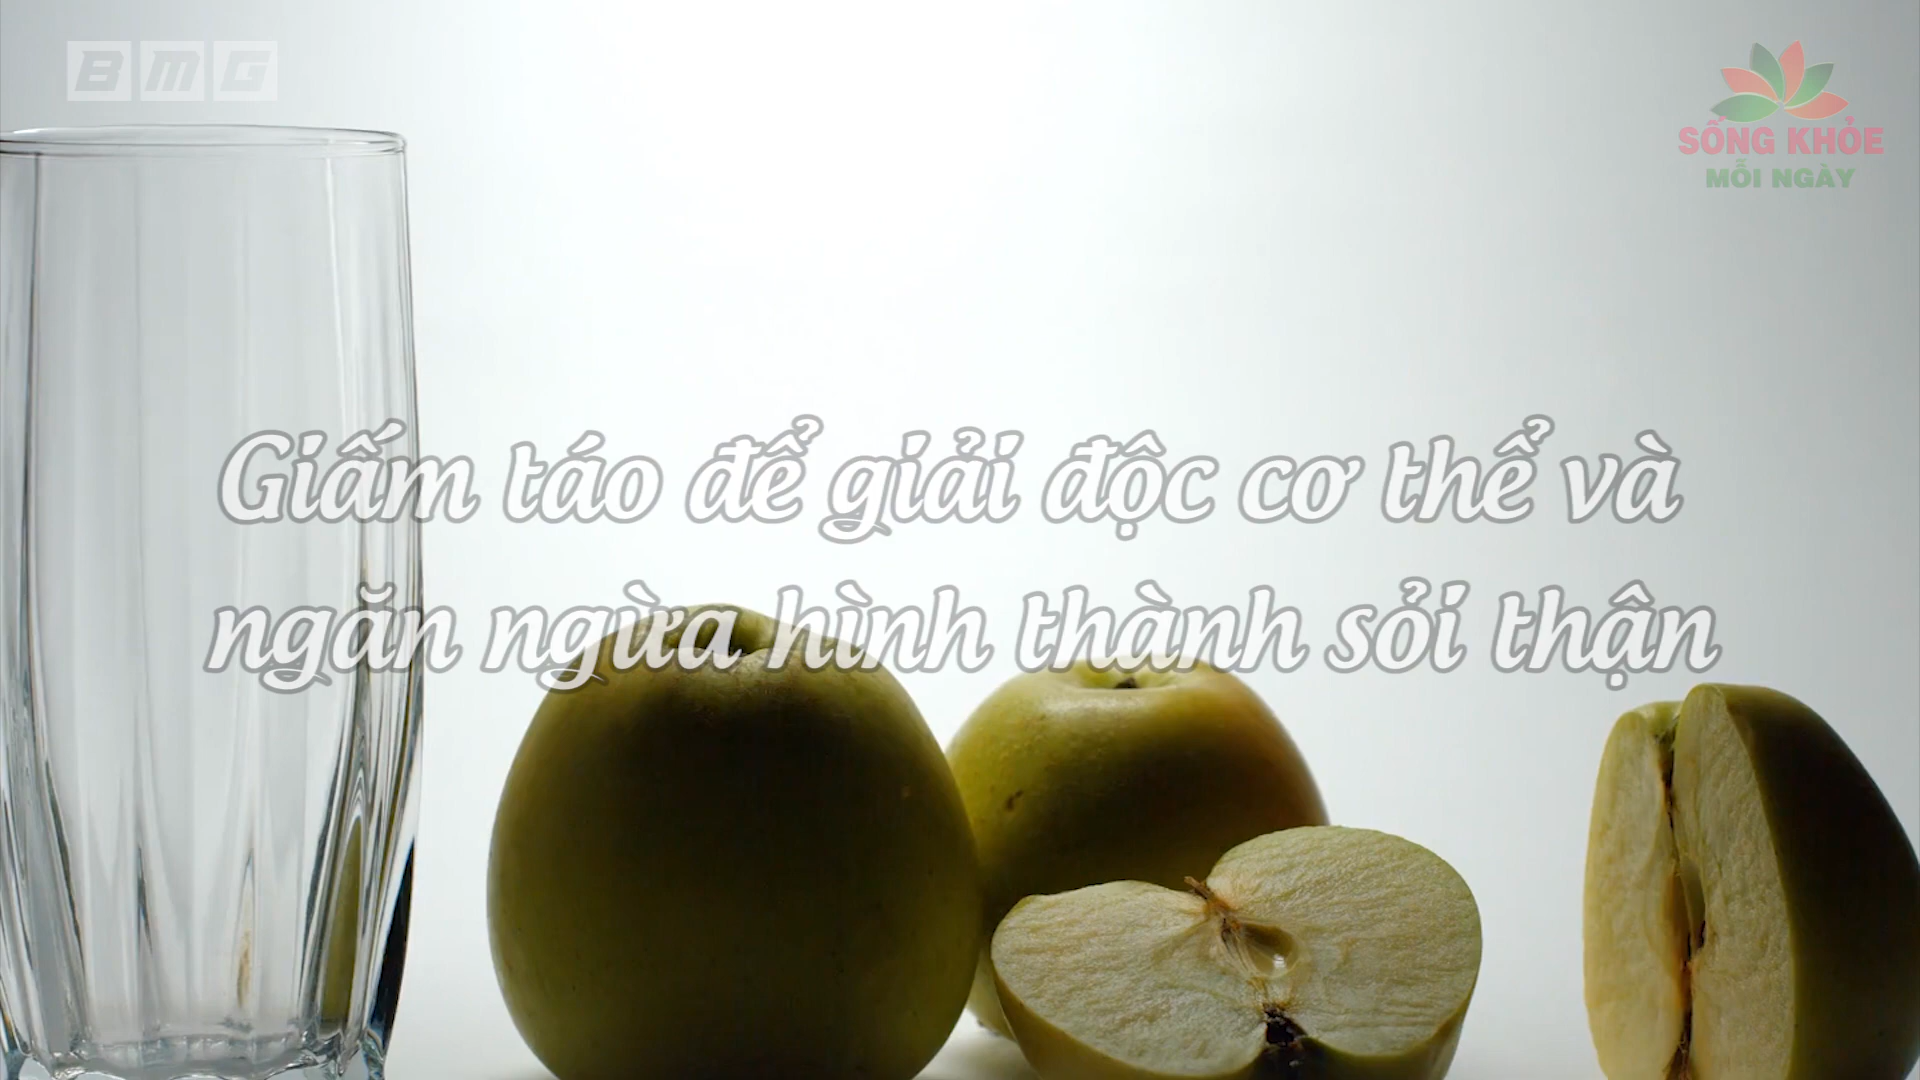 BMG
SỐNG KHỎE
MỖI NGÀY
Giấm táo để giải độc cơ thể và
ngăn ngừa hình thành sỏi thận